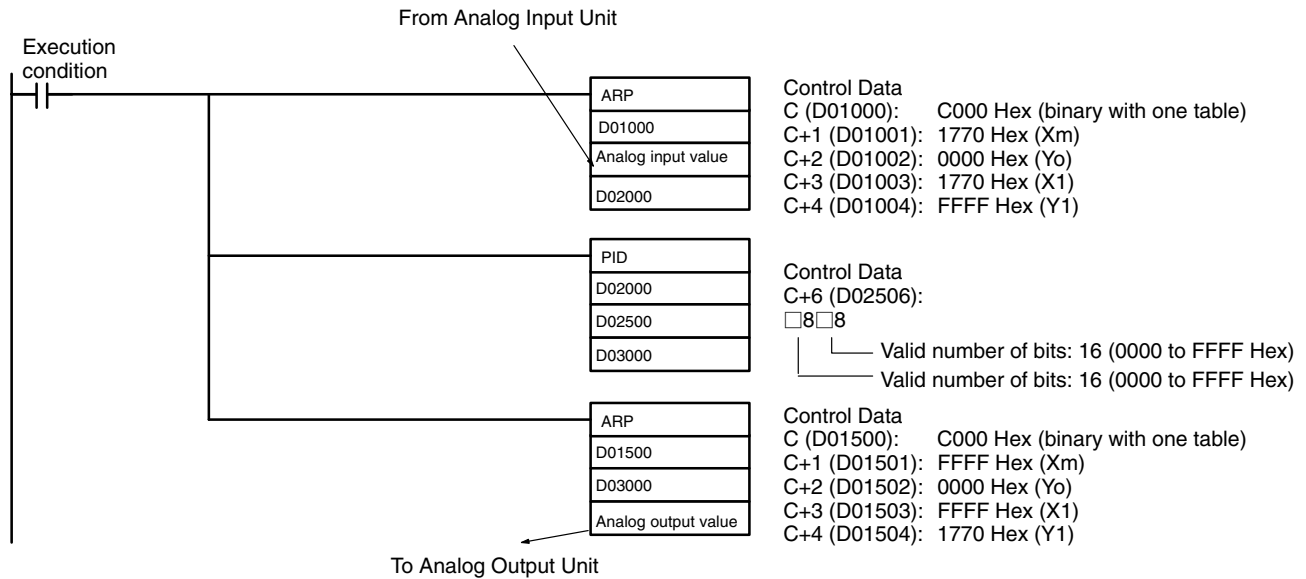 From Analog Input Unit
Execution
condition
ARP
D01000
Analog input value
D02000
Control Data
C (D01000): C000 Hex (binary with one table)
C+1 (D01001): 1770 Hex (Xm)
C+2 (D01002): 0000 Hex (Yo)
C+3 (D01003): 1770 Hex (X1)
C+4 (D01004): FFFF Hex (Y1)
PID
D02000
D02500
D03000
Control Data
C+6 (D02506):
□8□8
Valid number of bits: 16 (0000 to FFFF Hex)
Valid number of bits: 16 (0000 to FFFF Hex)
ARP
D01500
D03000
Analog output value
Control Data
C (D01500): C000 Hex (binary with one table)
C+1 (D01501): FFFF Hex (Xm)
C+2 (D01502): 0000 Hex (Yo)
C+3 (D01503): FFFF Hex (X1)
C+4 (D01504): 1770 Hex (Y1)
To Analog Output Unit